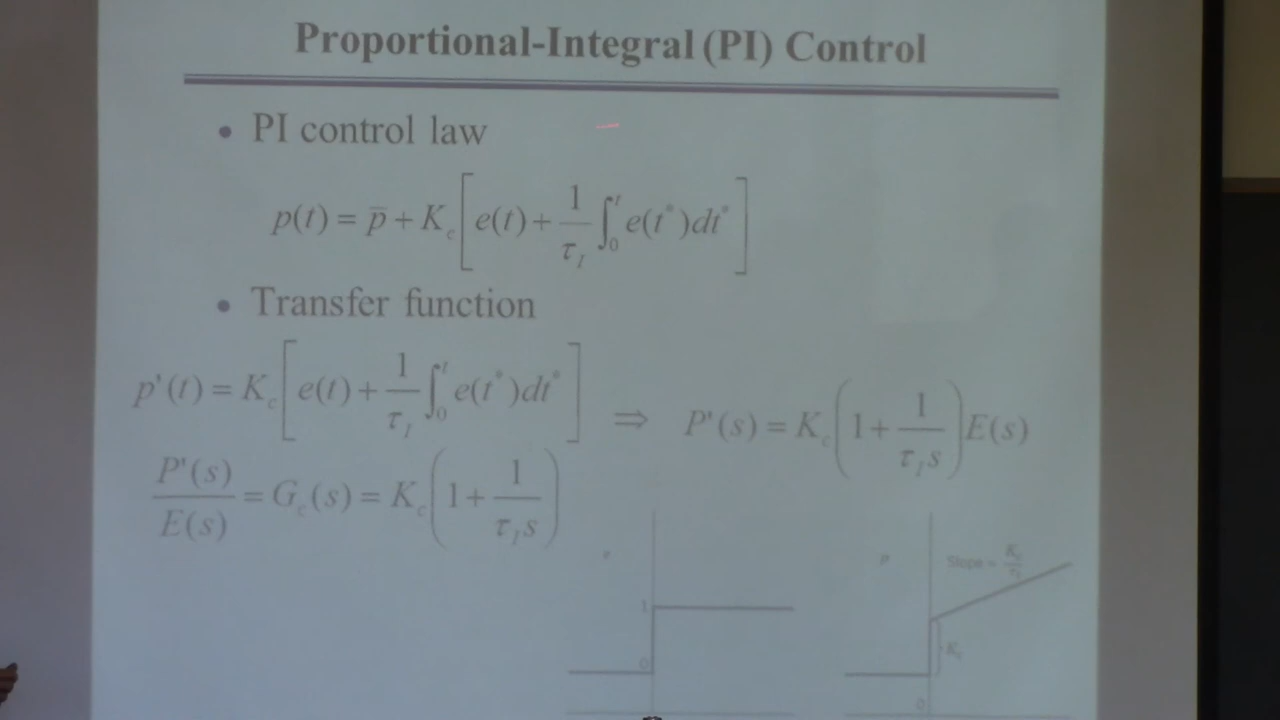 Proportional-Integral (PI) Control
• PI control law
p(t) = p̄ + K_c [ e(t) + 1/τ_I ∫_0^t e(t*)dt* ]
• Transfer function
p'(t) = K_c [ e(t) + 1/τ_I ∫_0^t e(t*)dt* ] ⇒ P'(s) = K_c ( 1 + 1/(τ_I s) ) E(s)
P'(s)/E(s) = G_c(s) = K_c ( 1 + 1/(τ_I s) )
e
1
0
p
Slope = K_c/τ_I
K_c
0